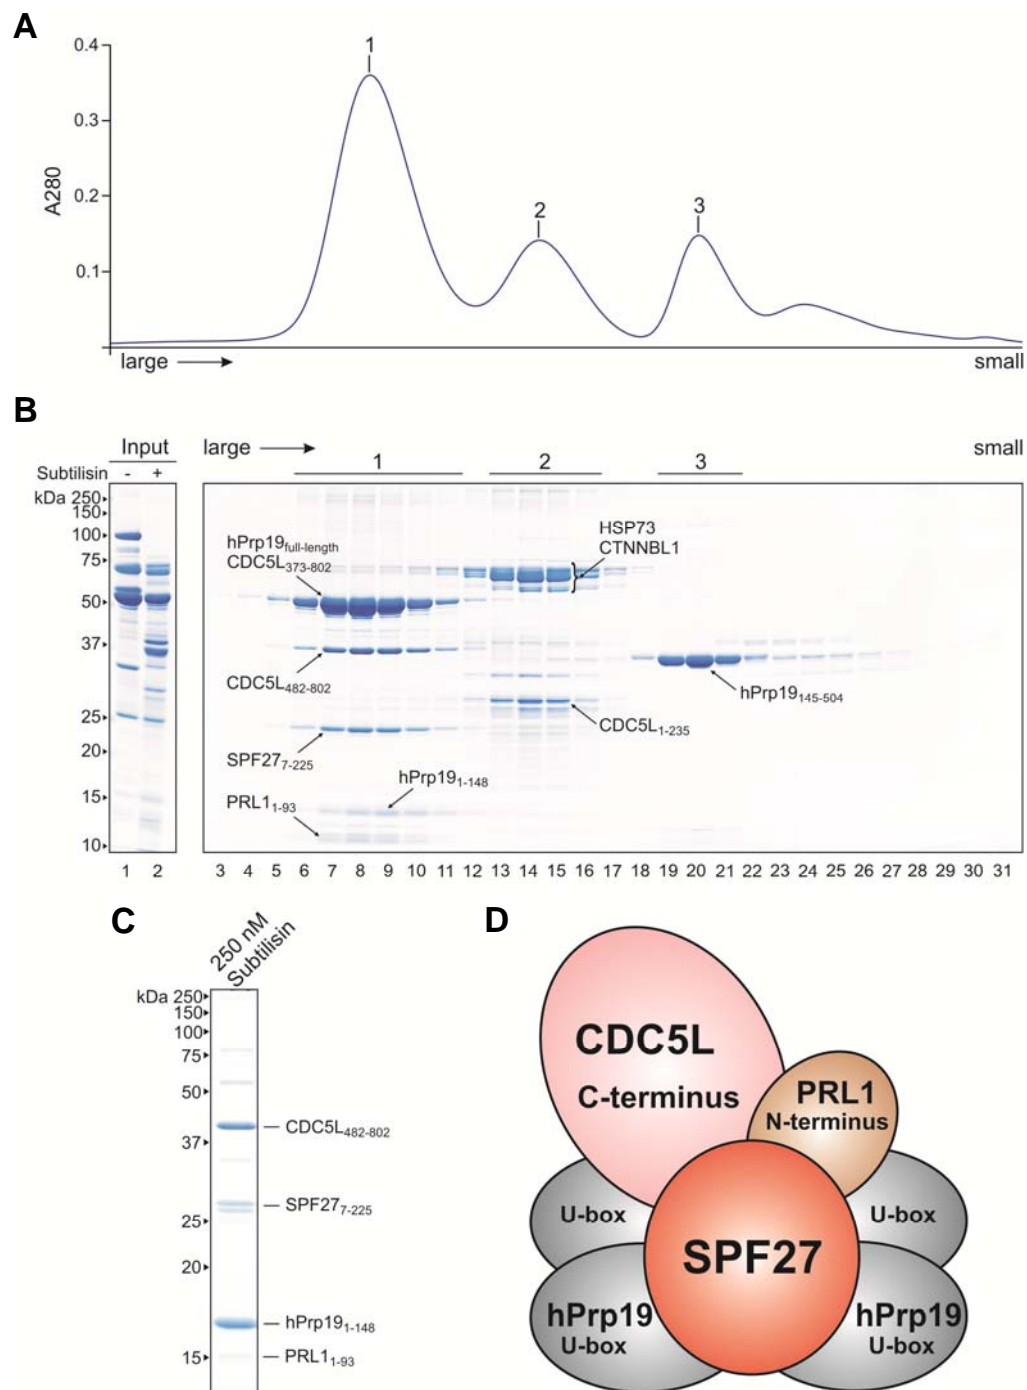 A
0.4
0.3
0.2
0.1
A280
1
2
3
large
small
B
Input
Subtilisin - +
kDa 250
150
100
75
50
37
25
20
15
10
large
small
1
2
3
hPrp19full-length
CDC5L373-802
CDC5L482-802
SPF277-225
PRL11-93
hPrp191-148
HSP73
CTNNBL1
CDC5L1-235
hPrp19145-504
1 2 3 4 5 6 7 8 9 10 11 12 13 14 15 16 17 18 19 20 21 22 23 24 25 26 27 28 29 30 31
C
250 nM
Subtilisin
kDa 250
150
100
75
50
37
25
20
15
CDC5L482-802
SPF277-225
hPrp191-148
PRL11-93
D
CDC5L
C-terminus
PRL1
N-terminus
U-box
U-box
SPF27
hPrp19
U-box
hPrp19
U-box